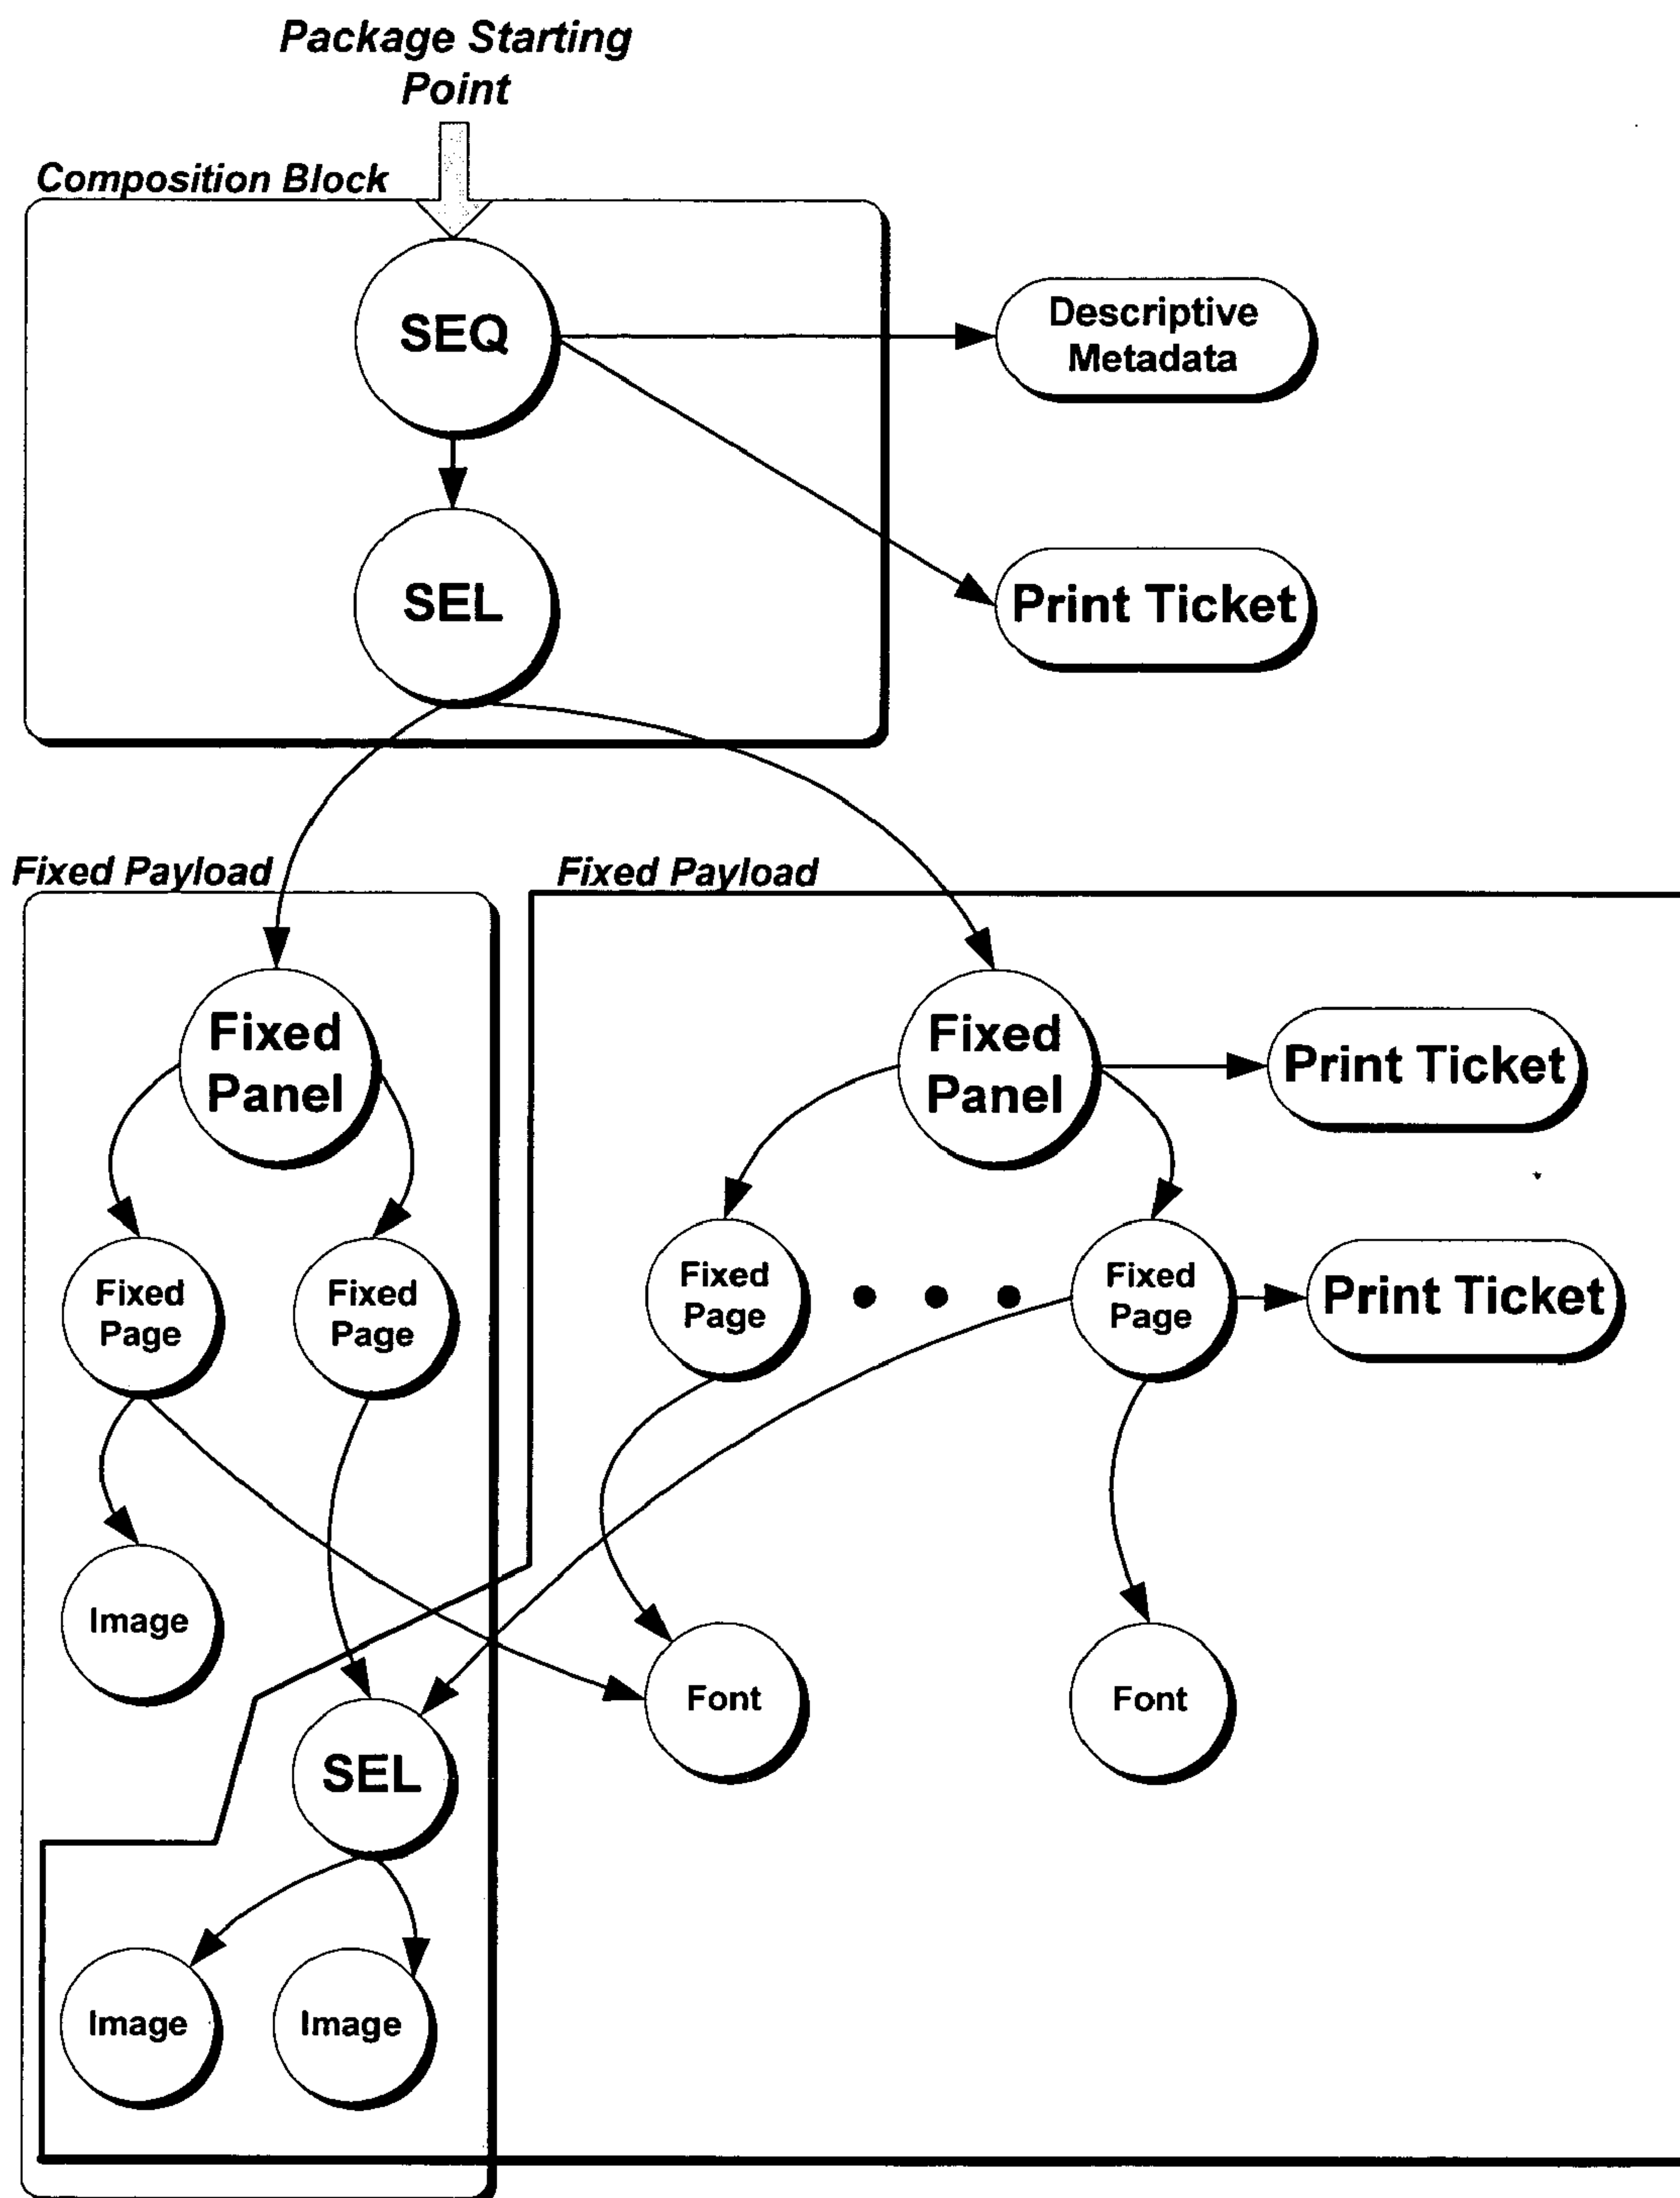 Package Starting
Point
Composition Block
SEQ
Descriptive
Metadata
SEL
Print Ticket
Fixed Payload
Fixed Payload
Fixed
Panel
Fixed
Panel
Print Ticket
Fixed
Page
Fixed
Page
Fixed
Page
Fixed
Page
Print Ticket
Image
Font
Font
SEL
Image
Image